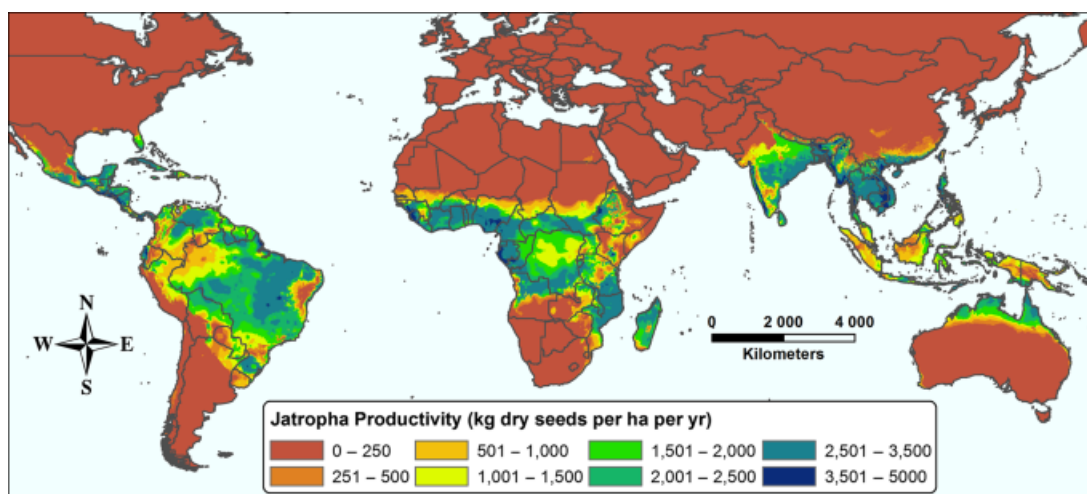 N
W E
S
0 2 000 4 000
Kilometers
Jatropha Productivity (kg dry seeds per ha per yr)
0 – 250 501 – 1,000 1,501 – 2,000 2,501 – 3,500
251 – 500 1,001 – 1,500 2,001 – 2,500 3,501 – 5000